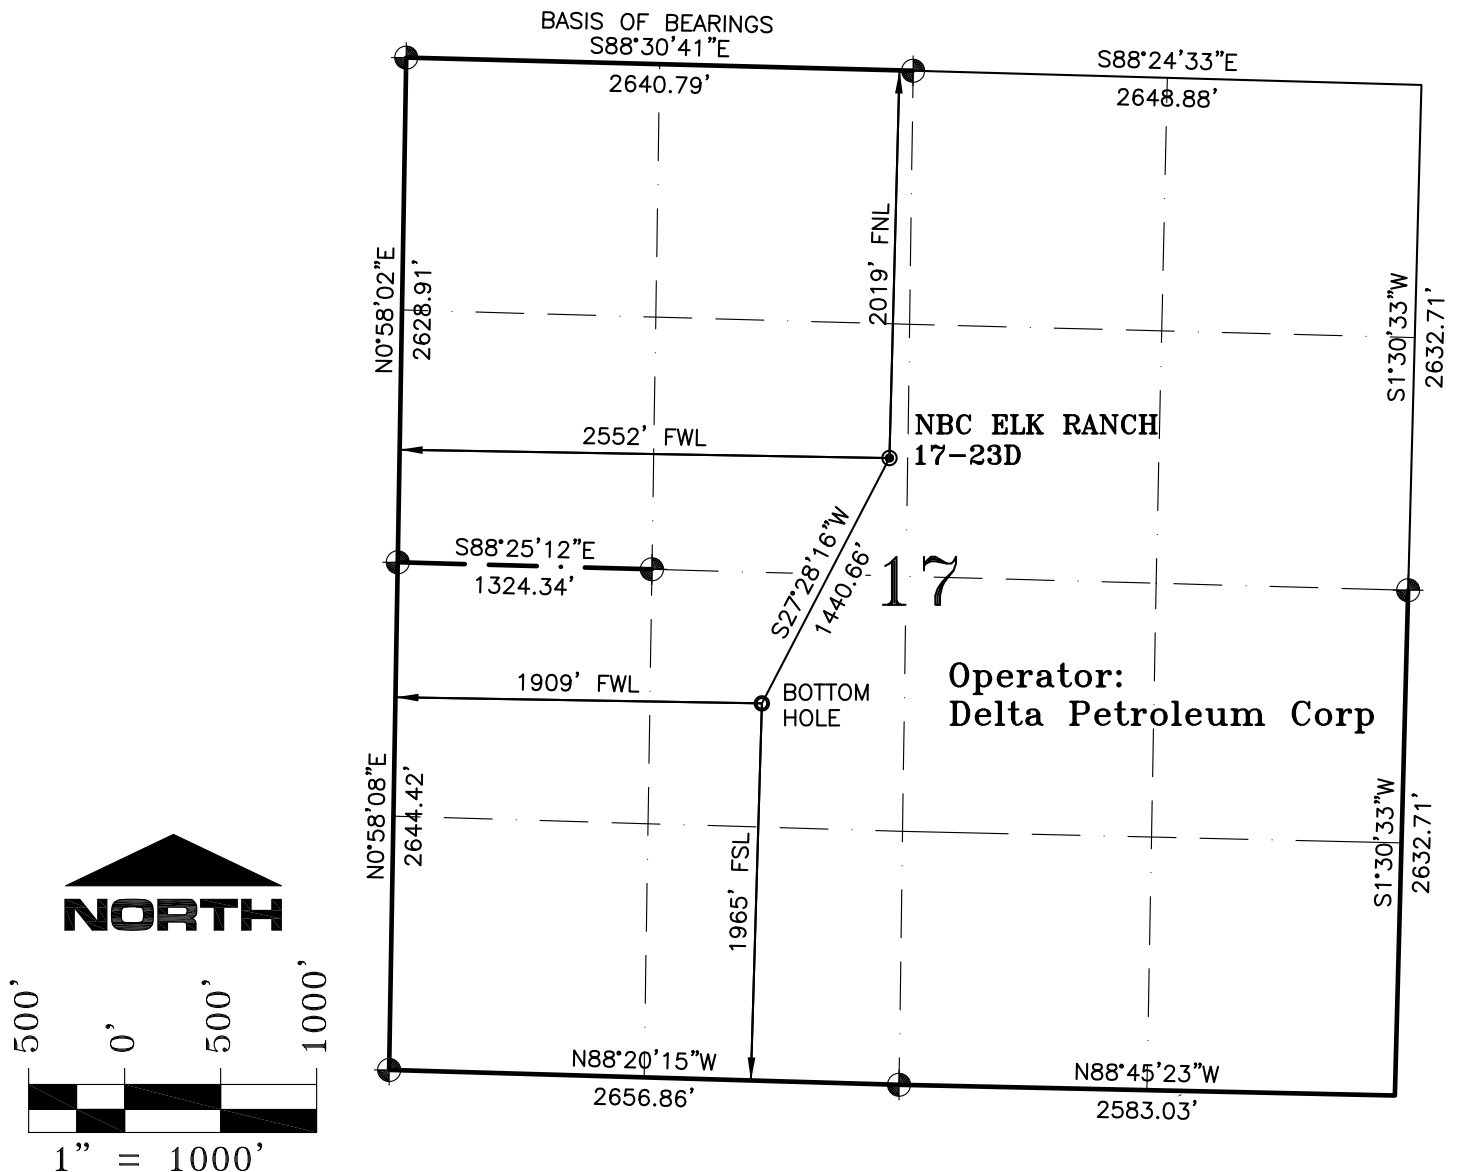 BASIS OF BEARINGS
S88°30'41"E
2640.79'
S88°24'33"E
2648.88'
N0°58'02"E
2628.91'
2019' FNL
S1°30'33"W
2632.71'
2552' FWL
NBC ELK RANCH
17-23D
S88°25'12"E
1324.34'
S27°28'16"W
1440.66'
17
1909' FWL
BOTTOM
HOLE
Operator:
Delta Petroleum Corp
N0°58'08"E
2644.42'
1965' FSL
S1°30'33"W
2632.71'
NORTH
500'
0'
500'
1000'
1" = 1000'
N88°20'15"W
2656.86'
N88°45'23"W
2583.03'